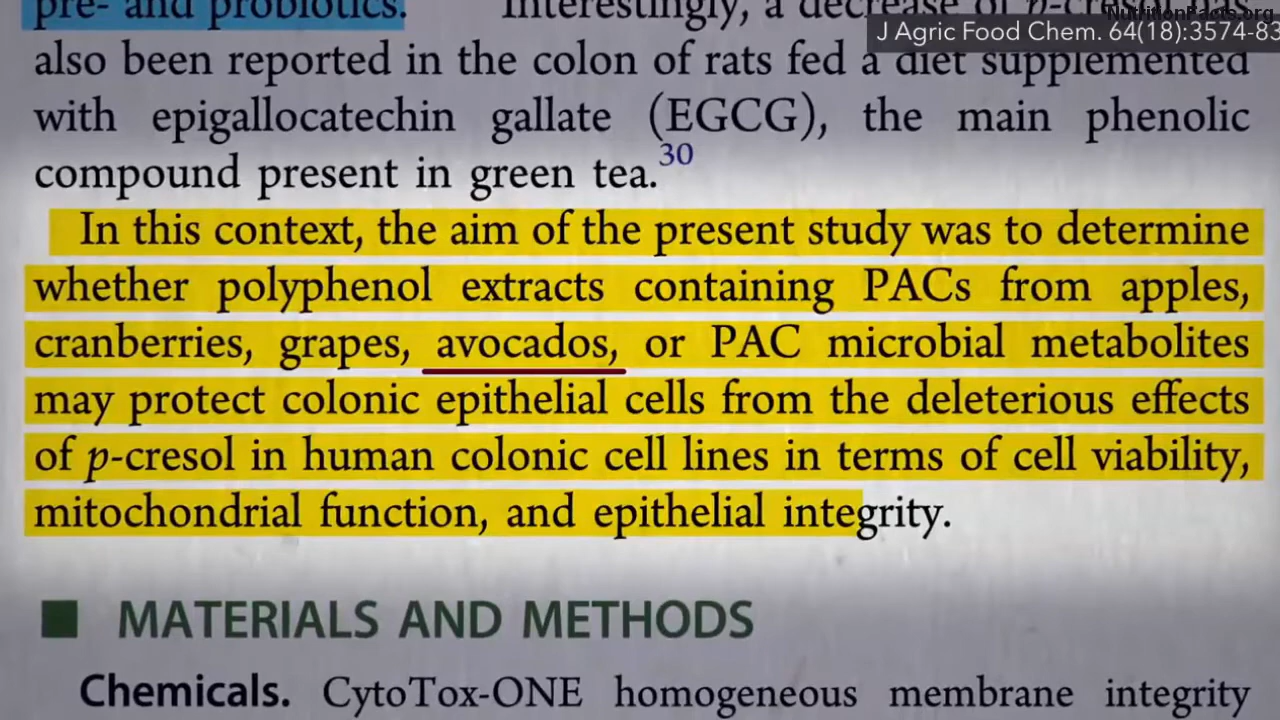 pre- and probiotics. Interestingly, a decrease of p-cresol
NutritionFacts.org
J Agric Food Chem. 64(18):3574-83
also been reported in the colon of rats fed a diet supplemented
with epigallocatechin gallate (EGCG), the main phenolic
compound present in green tea.30
In this context, the aim of the present study was to determine
whether polyphenol extracts containing PACs from apples,
cranberries, grapes, avocados, or PAC microbial metabolites
may protect colonic epithelial cells from the deleterious effects
of p-cresol in human colonic cell lines in terms of cell viability,
mitochondrial function, and epithelial integrity.
■ MATERIALS AND METHODS
Chemicals. CytoTox-ONE homogeneous membrane integrity